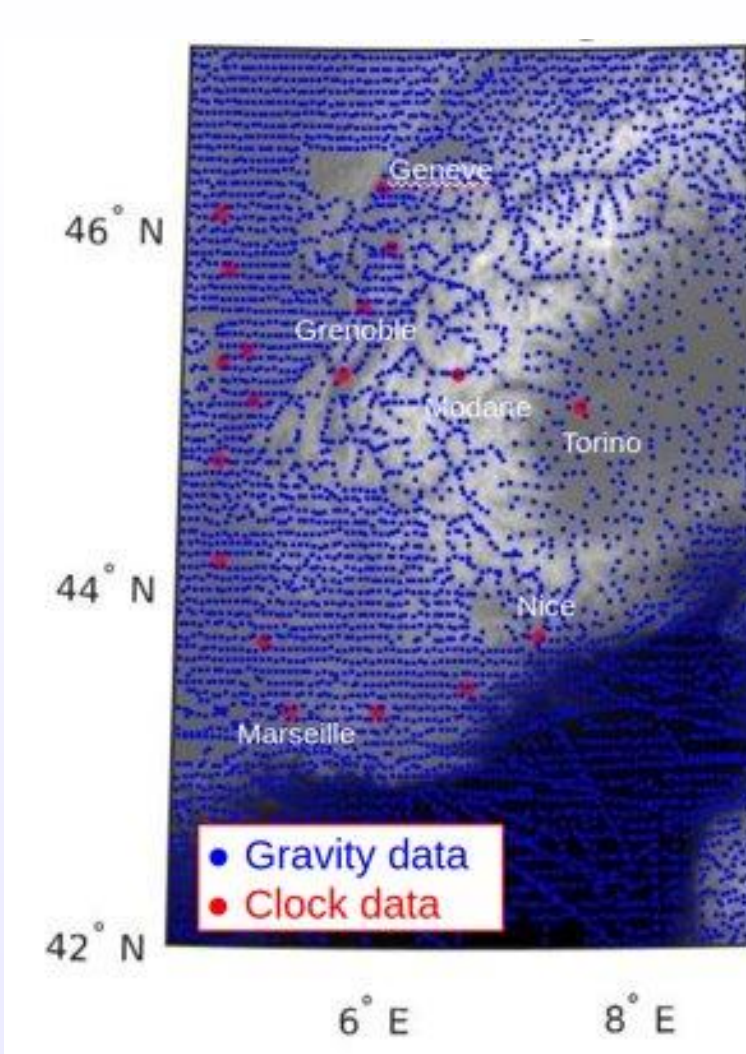 Geneve
46° N
Grenoble
Modane
Torino
44° N
Nice
Marseille
Gravity data
Clock data
42° N
6° E
8° E